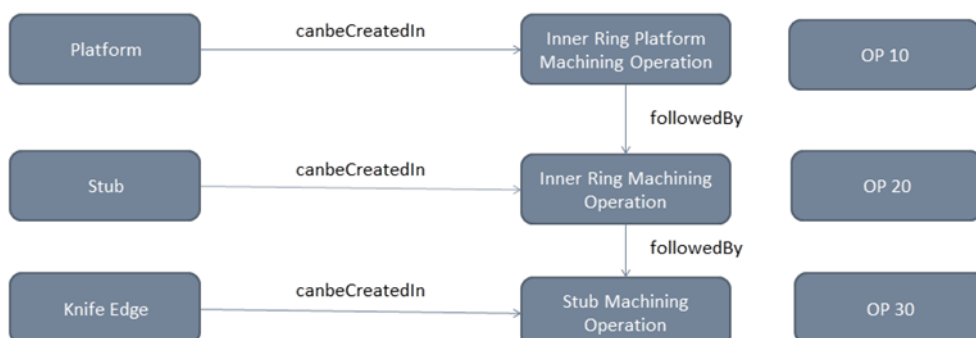 Platform
canbeCreatedIn
Inner Ring Platform
Machining Operation
OP 10
followedBy
Stub
canbeCreatedIn
Inner Ring Machining
Operation
OP 20
followedBy
Knife Edge
canbeCreatedIn
Stub Machining
Operation
OP 30